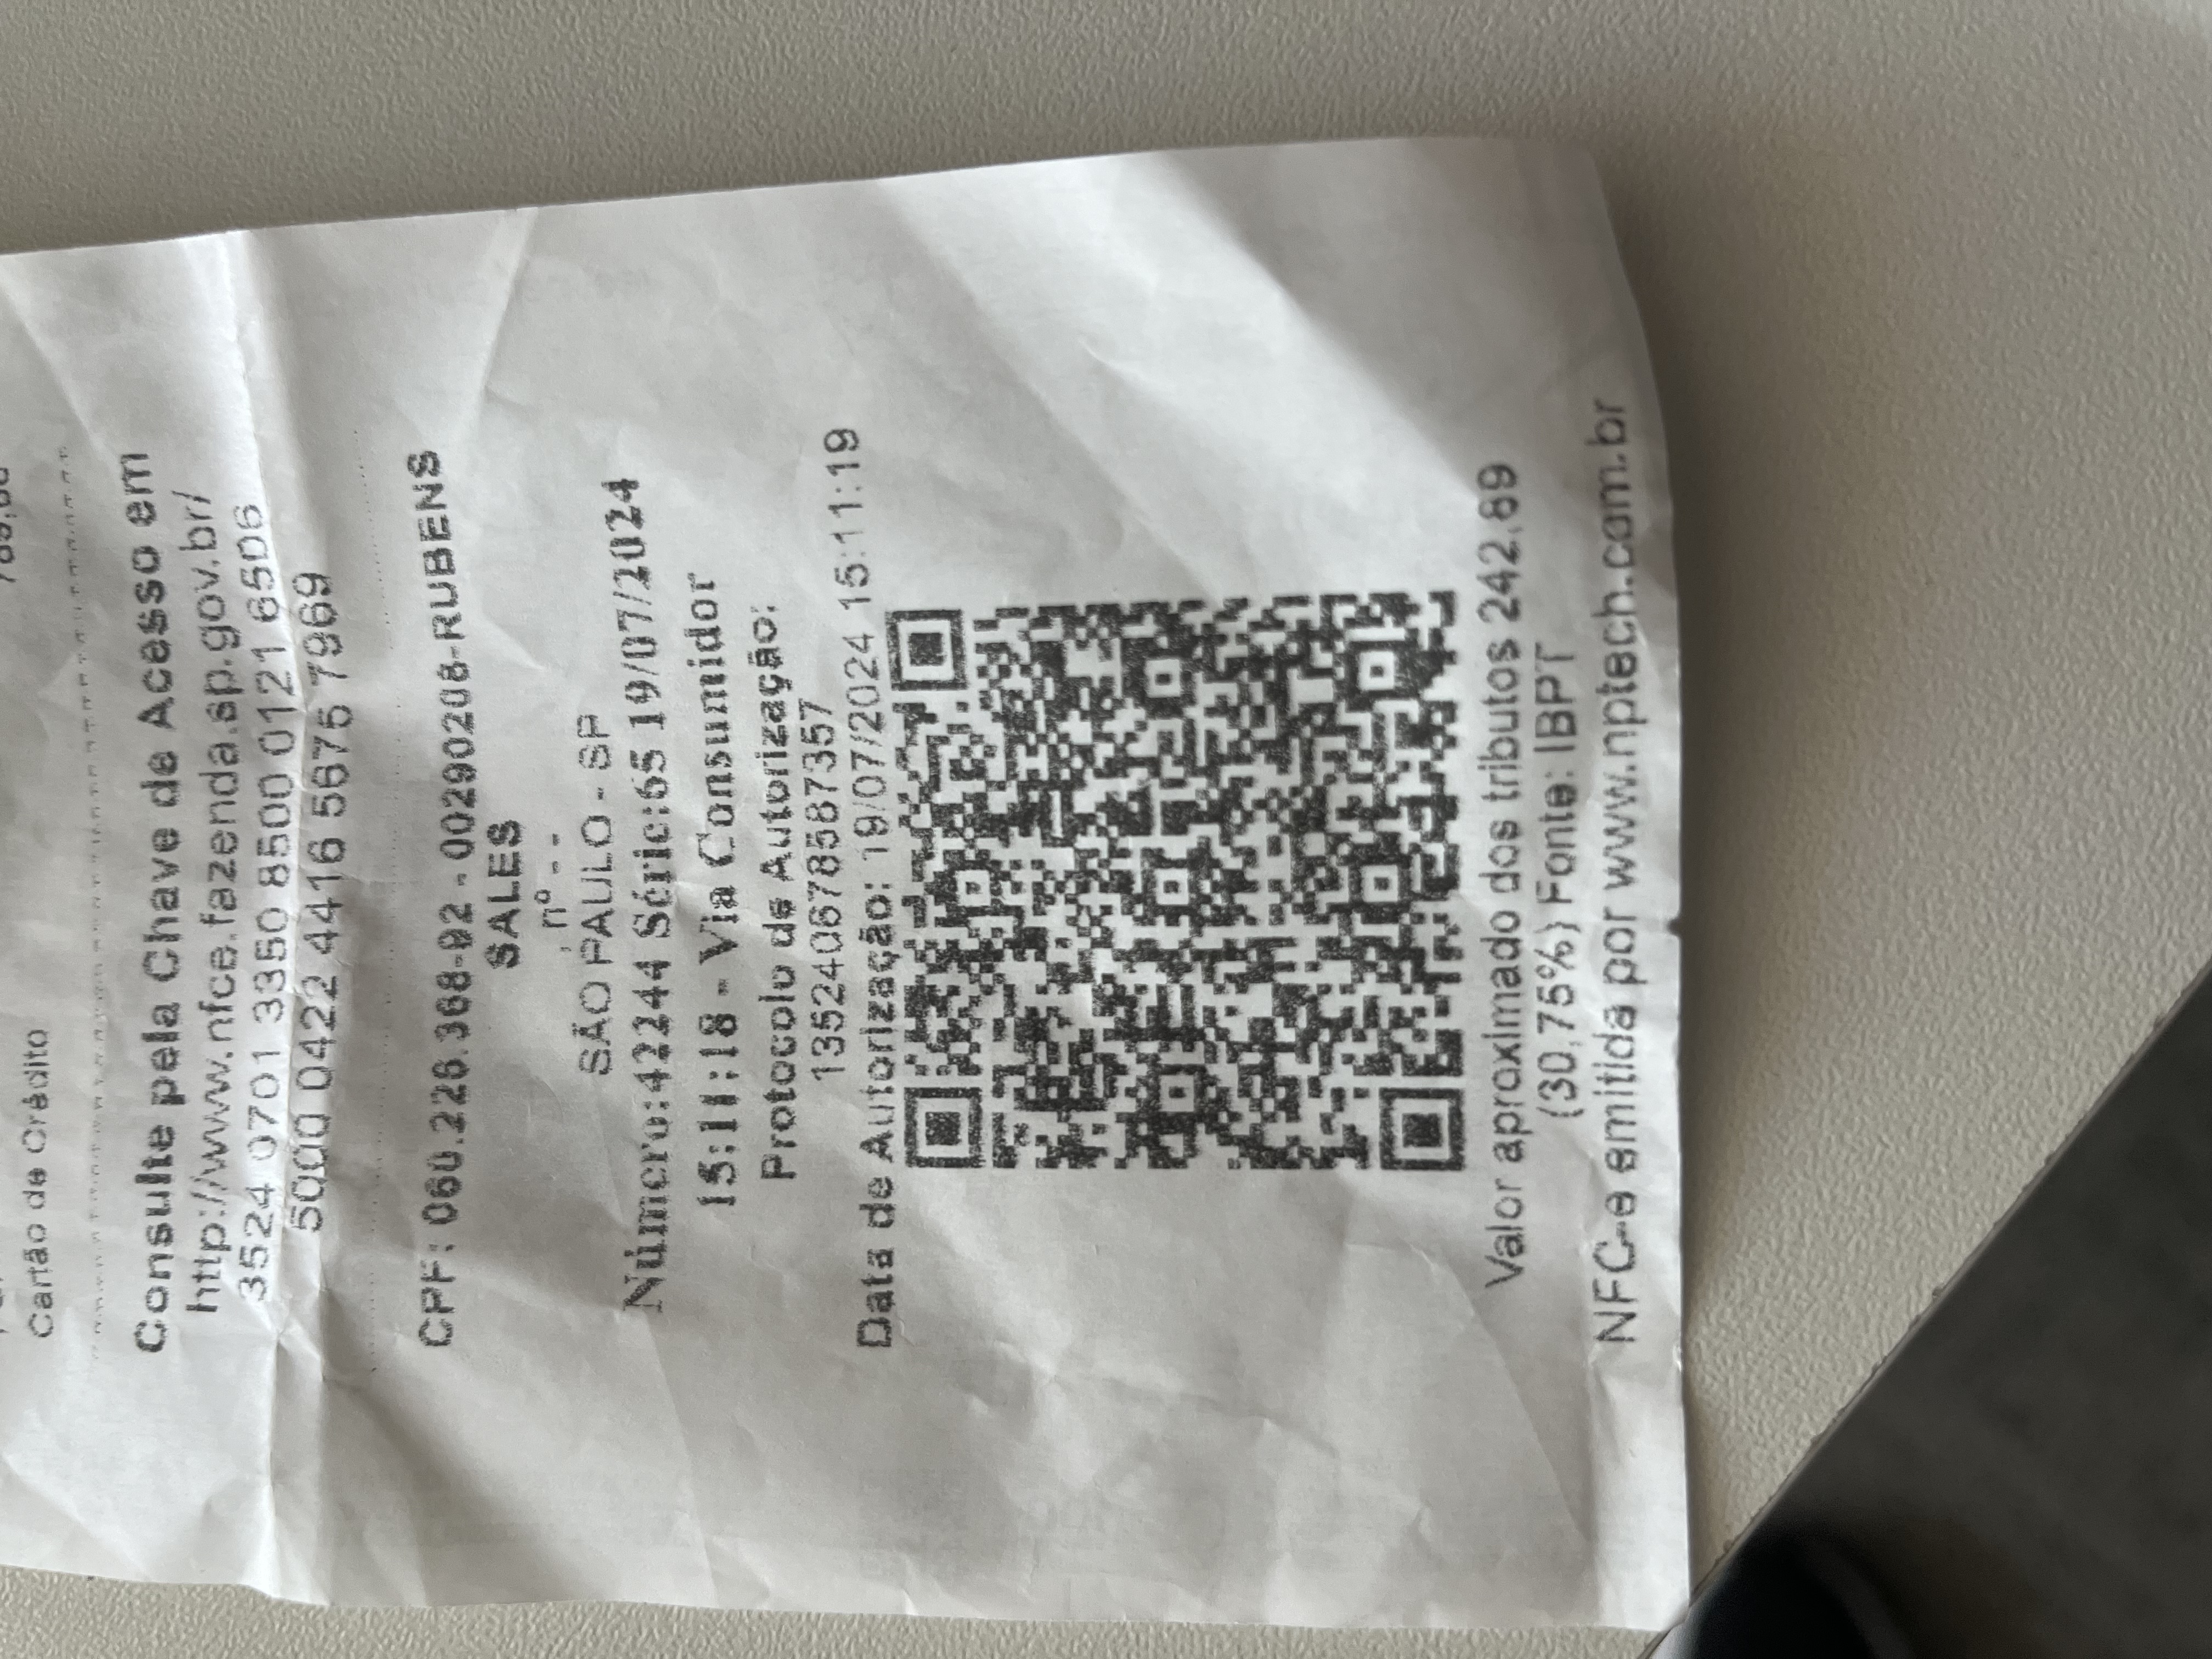 Cartão de Crédito
Consulte pela Chave de Acesso em
http://www.nfce.fazenda.sp.gov.br/
3524 0701 3350 8500 0121 6506
5000 0422 4416 5675 7969
CPF: 060.226.368-92 - 00290208-RUBENS
SALES
, nº - -
SÃO PAULO - SP
Número:42244 Série:65 19/07/2024
15:11:18 - Via Consumidor
Protocolo de Autorização:
135240678587357
Data de Autorização: 19/07/2024 15:11:19
Valor aproximado dos tributos 242,89
(30,75%) Fonte: IBPT
NFC-e emitida por www.nptech.com.br